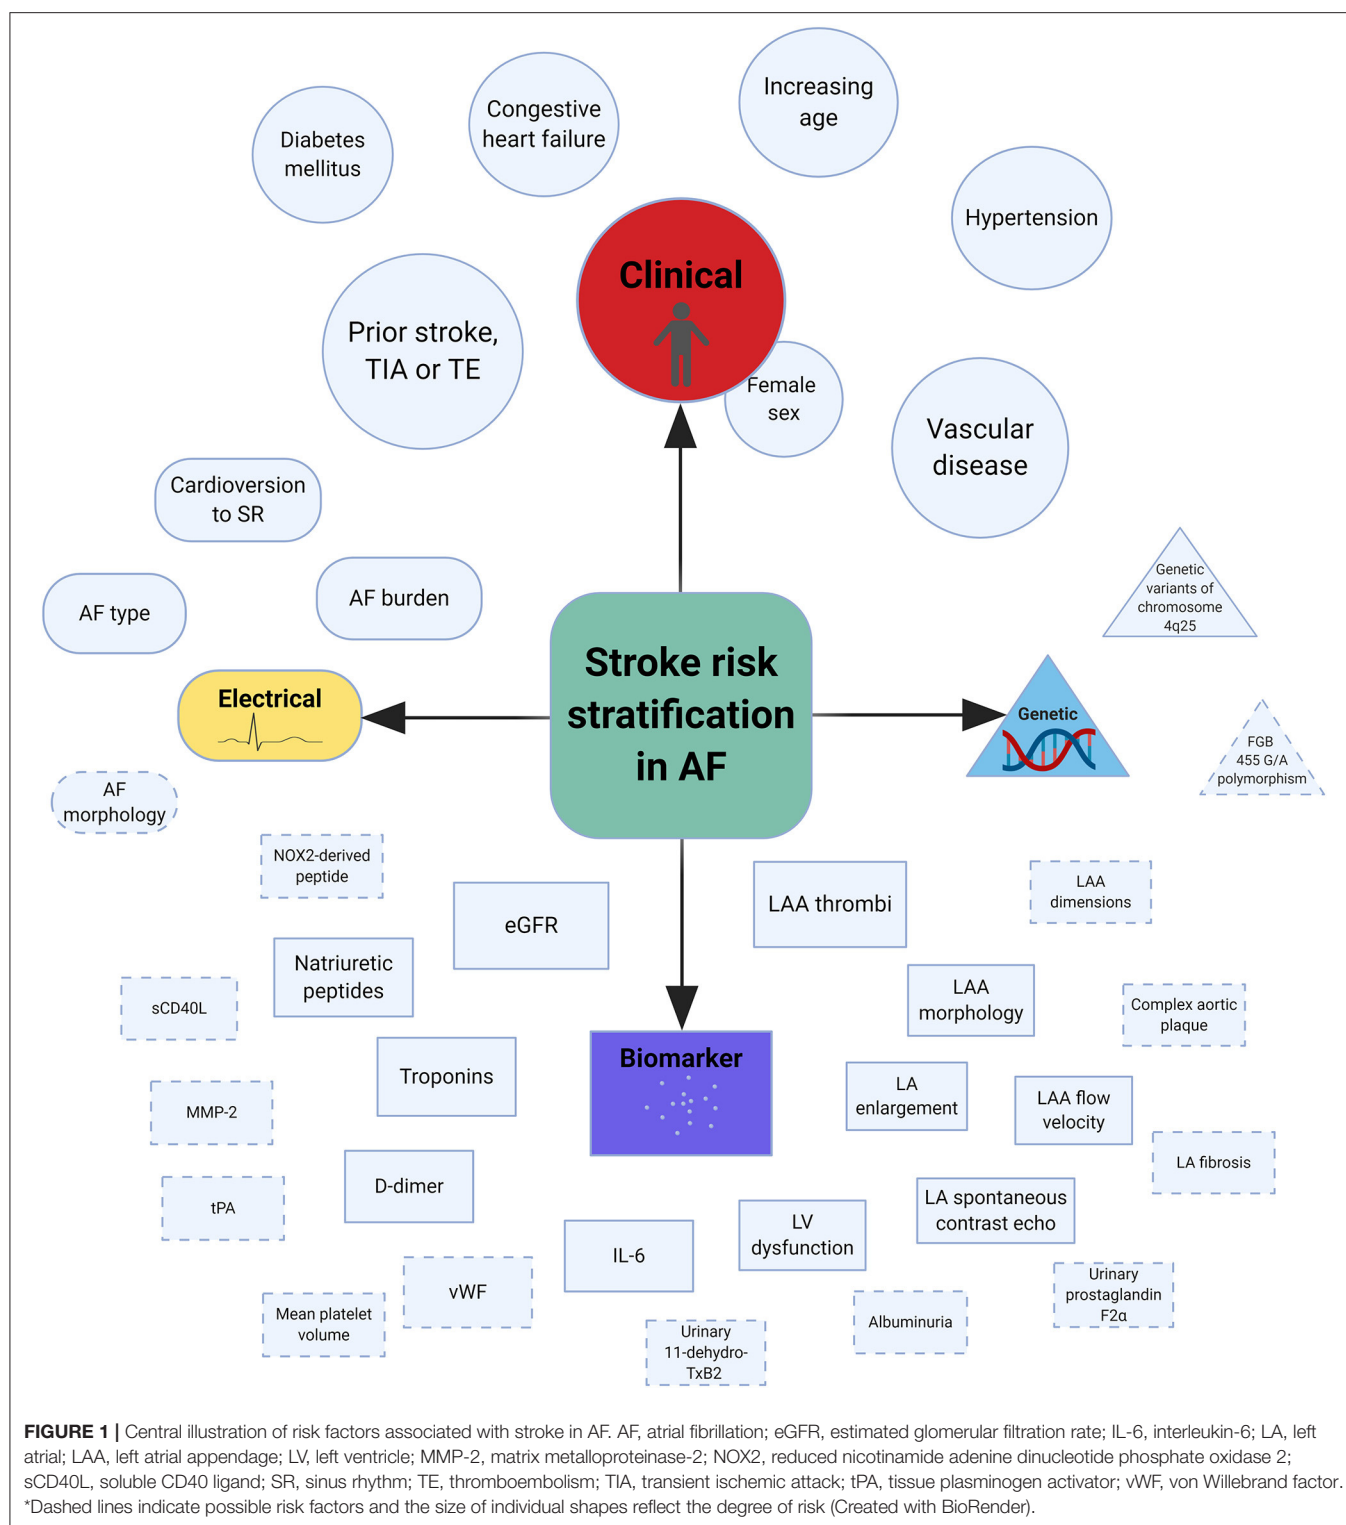 Increasing
age
Congestive
heart failure
Diabetes
mellitus
Hypertension
Clinical
Prior stroke,
TIA or TE
Female
sex
Vascular
disease
Cardioversion
to SR
AF type
AF burden
Genetic
variants of
chromosome
4q25
Stroke risk
stratification
in AF
Electrical
Genetic
FGB
455 G/A
polymorphism
AF
morphology
NOX2-derived
peptide
eGFR
LAA thrombi
LAA
dimensions
Natriuretic
peptides
LAA
morphology
sCD40L
Complex aortic
plaque
Biomarker
Troponins
LA
enlargement
LAA flow
velocity
MMP-2
LA fibrosis
D-dimer
tPA
LA spontaneous
contrast echo
LV
dysfunction
IL-6
vWF
Urinary
prostaglandin
F2α
Mean platelet
volume
Albuminuria
Urinary
11-dehydro-
TxB2
FIGURE 1 | Central illustration of risk factors associated with stroke in AF. AF, atrial fibrillation; eGFR, estimated glomerular filtration rate; IL-6, interleukin-6; LA, left
atrial; LAA, left atrial appendage; LV, left ventricle; MMP-2, matrix metalloproteinase-2; NOX2, reduced nicotinamide adenine dinucleotide phosphate oxidase 2;
sCD40L, soluble CD40 ligand; SR, sinus rhythm; TE, thromboembolism; TIA, transient ischemic attack; tPA, tissue plasminogen activator; vWF, von Willebrand factor.
*Dashed lines indicate possible risk factors and the size of individual shapes reflect the degree of risk (Created with BioRender).